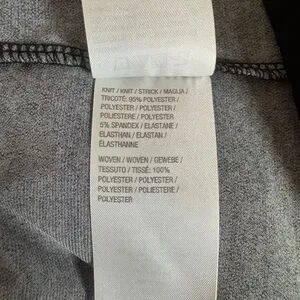 KNIT / KNIT / STRICK / MAGLIA /
TRICOTÉ: 95% POLYESTER /
POLYESTER / POLYESTER /
POLIESTERE / POLYESTER
5% SPANDEX / ELASTANE /
ELASTHAN / ELASTAN /
ÉLASTHANNE
WOVEN / WOVEN / GEWEBE /
TESSUTO / TISSÉ: 100%
POLYESTER / POLYESTER /
POLYESTER / POLIESTERE /
POLYESTER